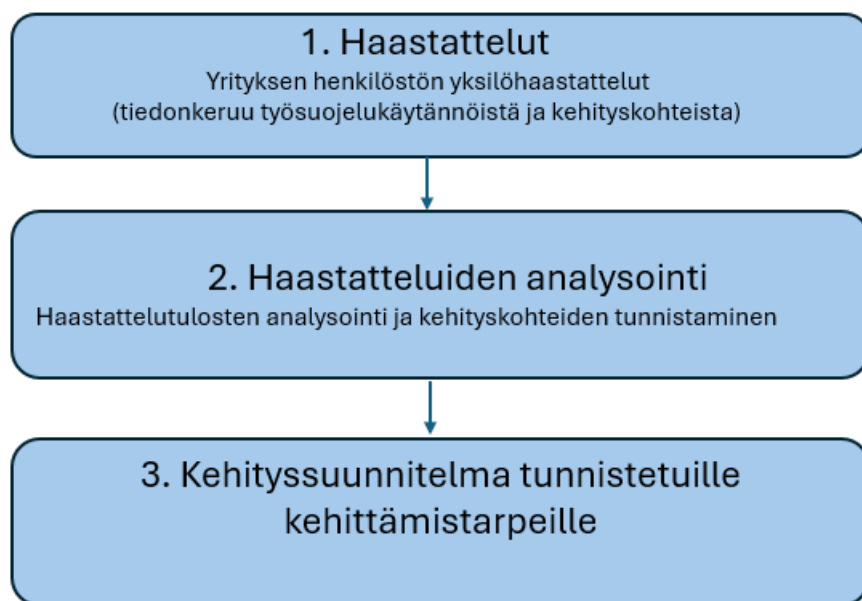 1. Haastattelut
Yrityksen henkilöstön yksilöhaastattelut
(tiedonkeruu työsuojelukäytännöistä ja kehityskohteista)
2. Haastatteluiden analysointi
Haastattelutulosten analysointi ja kehityskohteiden tunnistaminen
3. Kehityssuunnitelma tunnistetuille
kehittämistarpeille